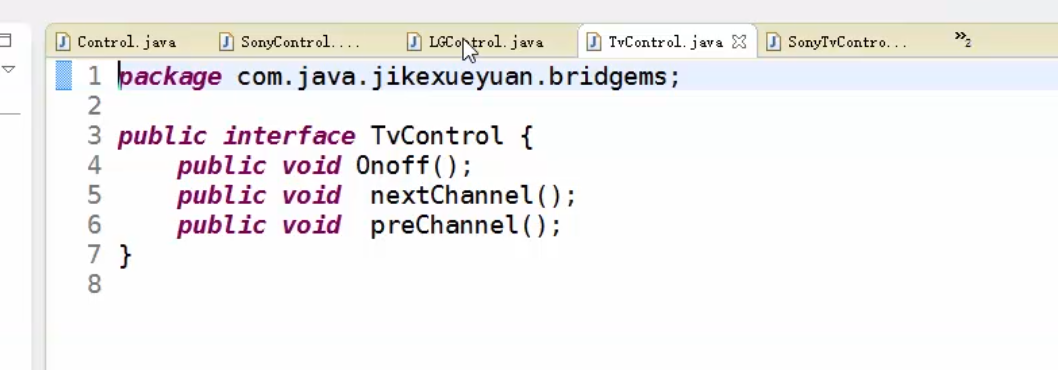 Control.java SonyControl.... LGControl.java TvControl.java SonyTvContro... »2
1 package com.java.jikexueyuan.bridgems;
2
3 public interface TvControl {
4 public void Onoff();
5 public void  nextChannel();
6 public void  preChannel();
7 }
8